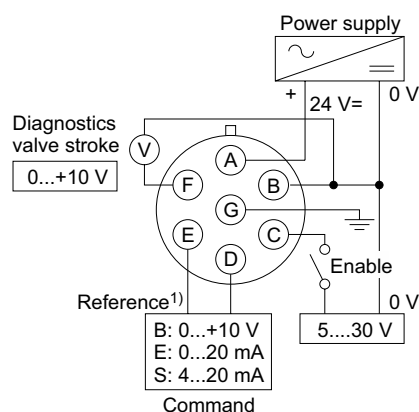 Power supply
+
24 V=
0 V
Diagnostics
valve stroke
0...+10 V
V
A
F
B
G
E
C
D
Enable
Reference1)
0 V
B: 0...+10 V
E: 0...20 mA
S: 4...20 mA
5....30 V
Command